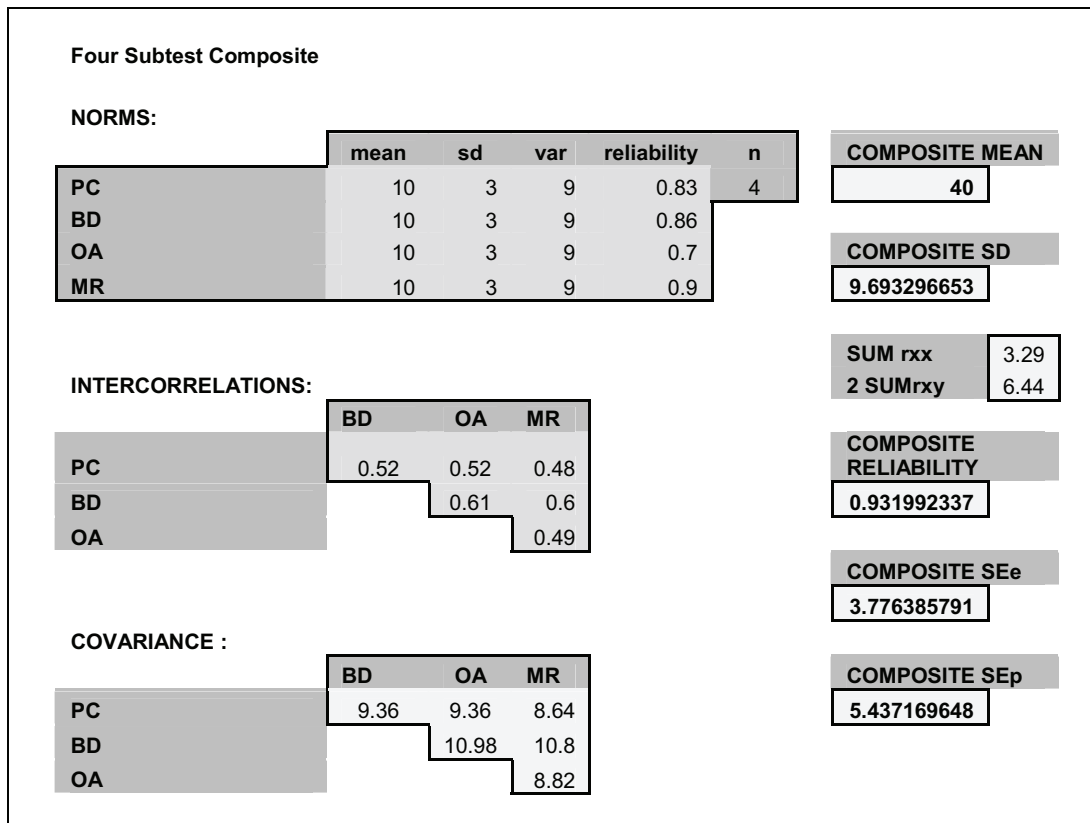 Four Subtest Composite
NORMS:
mean sd var reliability n
PC 10 3 9 0.83 4
BD 10 3 9 0.86
OA 10 3 9 0.7
MR 10 3 9 0.9
COMPOSITE MEAN
40
COMPOSITE SD
9.693296653
SUM rxx 3.29
2 SUMrxy 6.44
INTERCORRELATIONS:
BD OA MR
PC 0.52 0.52 0.48
BD 0.61 0.6
OA 0.49
COMPOSITE
RELIABILITY
0.931992337
COMPOSITE SEe
3.776385791
COVARIANCE :
BD OA MR
PC 9.36 9.36 8.64
BD 10.98 10.8
OA 8.82
COMPOSITE SEp
5.437169648